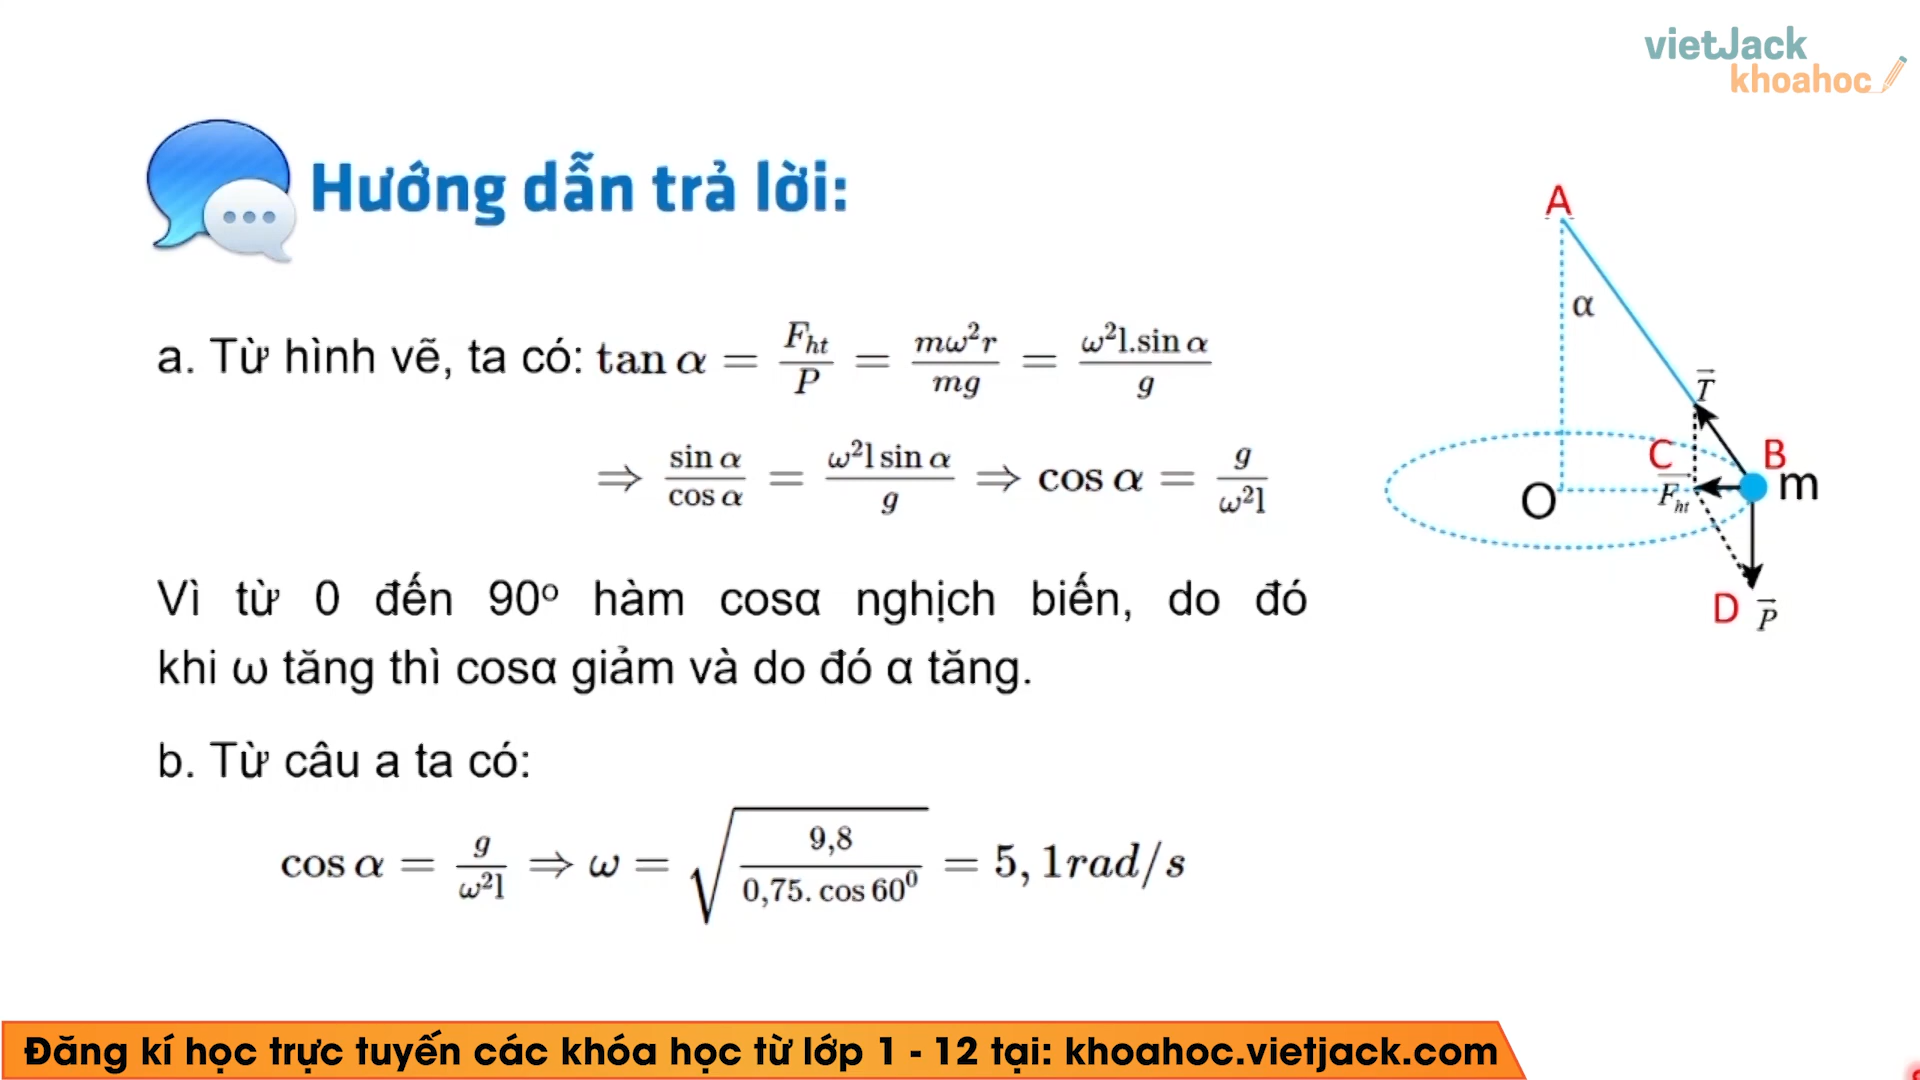 vietJack
khoahoc
Hướng dẫn trả lời:
a. Từ hình vẽ, ta có: tan α = F_ht/P = mω²r/mg = ω²l.sin α/g
⇒ sin α/cos α = ω²l sin α/g ⇒ cos α = g/ω²l
Vì từ 0 đến 90º hàm cosα nghịch biến, do đó
khi ω tăng thì cosα giảm và do đó α tăng.
b. Từ câu a ta có:
cos α = g/ω²l ⇒ ω = √(9,8/0,75. cos 60⁰) = 5, 1rad/s
A
α
T
C
B
m
O
F_ht
D
P
Đăng kí học trực tuyến các khóa học từ lớp 1 - 12 tại: khoahoc.vietjack.com